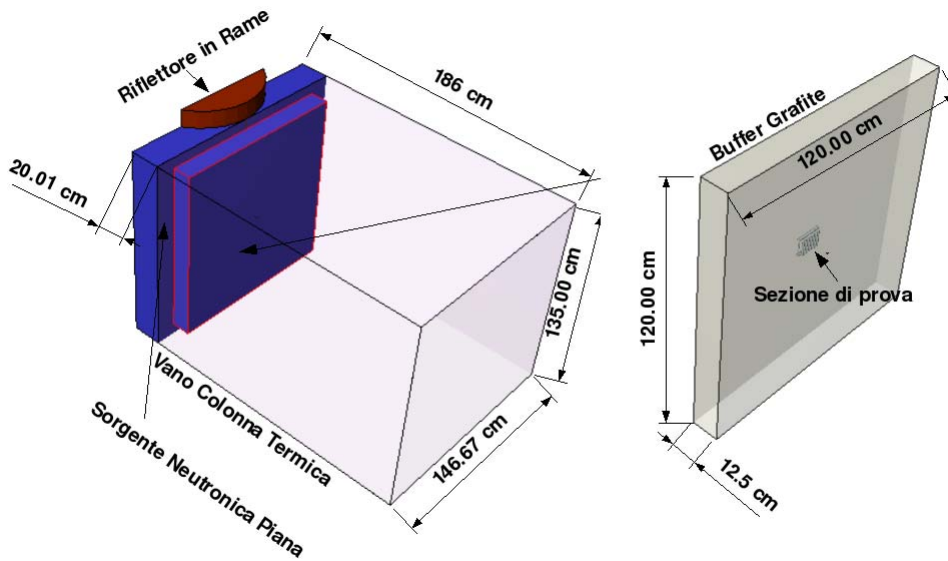 Riflettore in Rame
186 cm
20.01 cm
135.00 cm
146.67 cm
Vano Colonna Termica
Sorgente Neutronica Piana
Buffer Grafite
120.00 cm
120.00 cm
Sezione di prova
12.5 cm